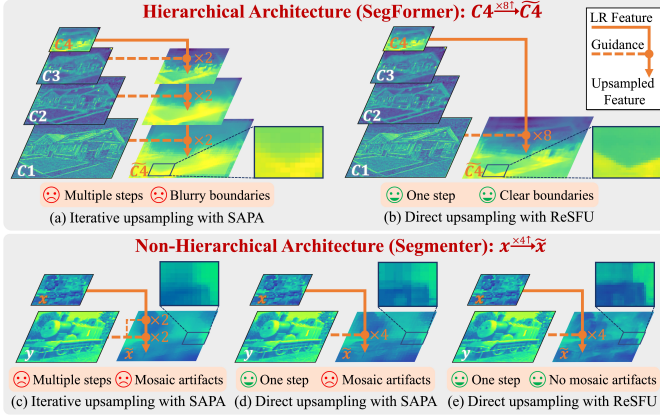 Hierarchical Architecture (SegFormer): C4 ×8↑ C̃4
C4
C3
C2
C1
×2
×2
×2
C̃4
Multiple steps
Blurry boundaries
(a) Iterative upsampling with SAPA
C4
C3
C2
C1
×8
C̃4
One step
Clear boundaries
(b) Direct upsampling with ReSFU
LR Feature
Guidance
Upsampled
Feature
Non-Hierarchical Architecture (Segmenter): x ×4↑ x̃
x
y
×2
×2
x̃
Multiple steps
Mosaic artifacts
(c) Iterative upsampling with SAPA
x
y
×4
x̃
One step
Mosaic artifacts
(d) Direct upsampling with SAPA
x
y
×4
x̃
One step
No mosaic artifacts
(e) Direct upsampling with ReSFU